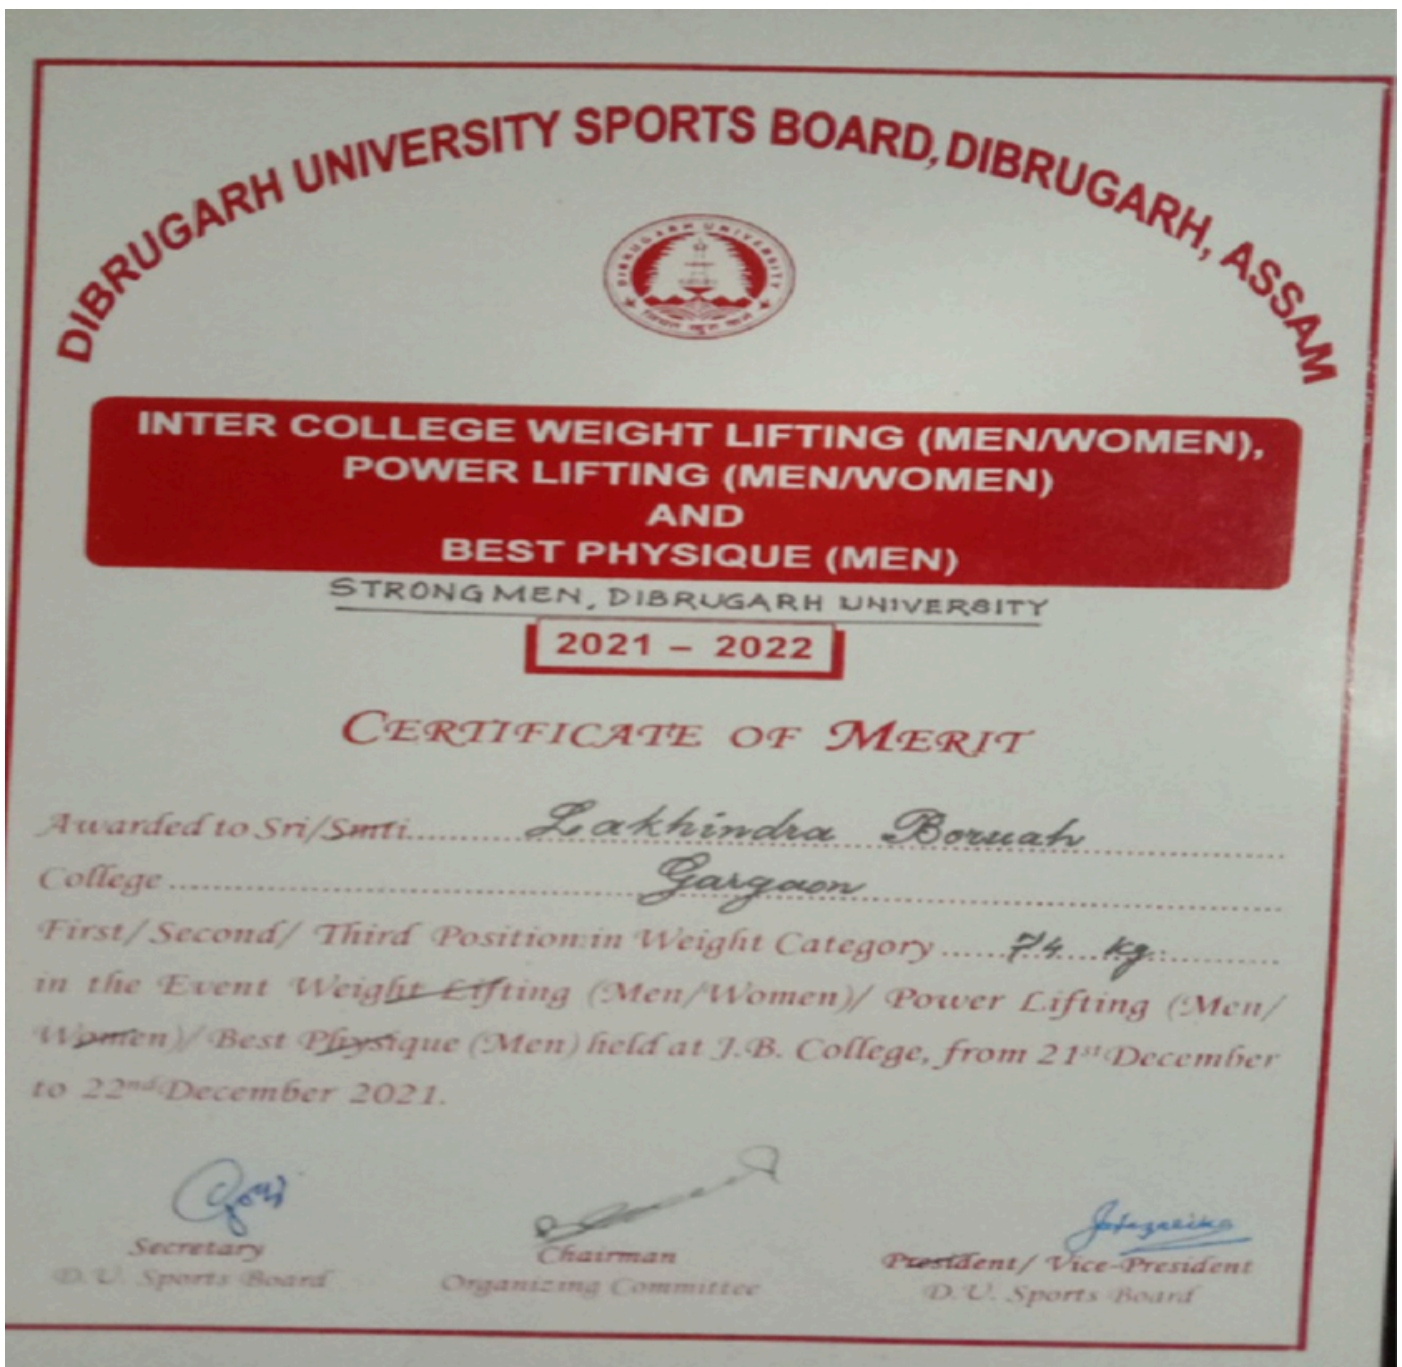 DIBRUGARH UNIVERSITY SPORTS BOARD, DIBRUGARH, ASSAM
DIBRUGARH UNIVERSITY
INTER COLLEGE WEIGHT LIFTING (MEN/WOMEN),
POWER LIFTING (MEN/WOMEN)
AND
BEST PHYSIQUE (MEN)
STRONGMEN, DIBRUGARH UNIVERSITY
2021 – 2022
CERTIFICATE OF MERIT
Awarded to Sri/Smti Lakhindra Boruah
College Gargaon
First/Second/ Third Position in Weight Category 74 kg
in the Event Weight Lifting (Men/Women)/ Power Lifting (Men/
Women)/ Best Physique (Men) held at J.B. College, from 21st December
to 22nd December 2021.
Secretary
D.U. Sports Board
Chairman
Organizing Committee
President/ Vice-President
D.U. Sports Board